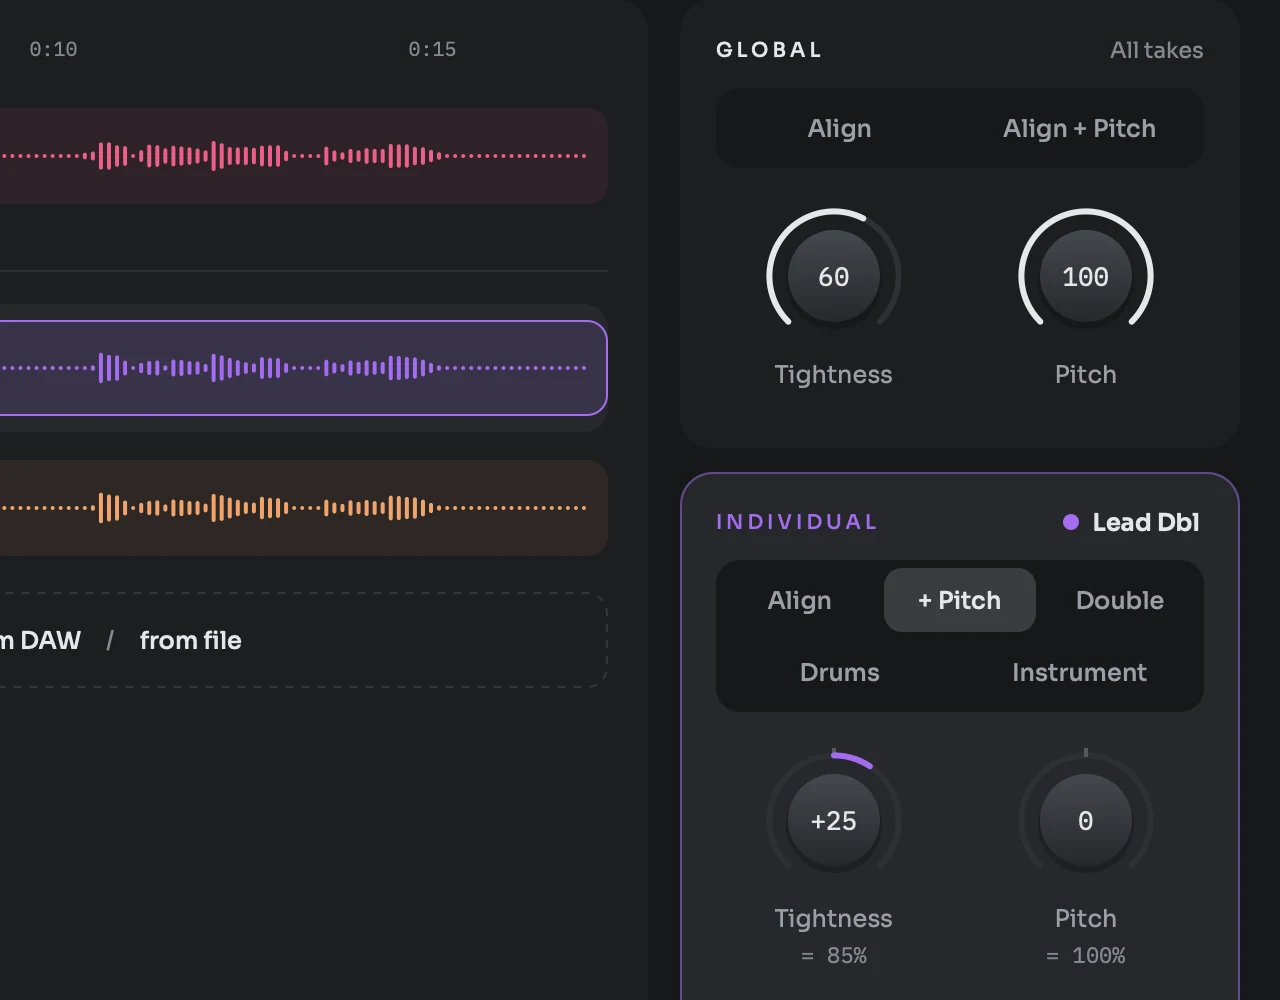 0:10 0:15
m DAW / from file
GLOBAL All takes
Align Align + Pitch
60 100
Tightness Pitch
INDIVIDUAL Lead Dbl
Align + Pitch Double
Drums Instrument
+25 0
Tightness Pitch
= 85% = 100%